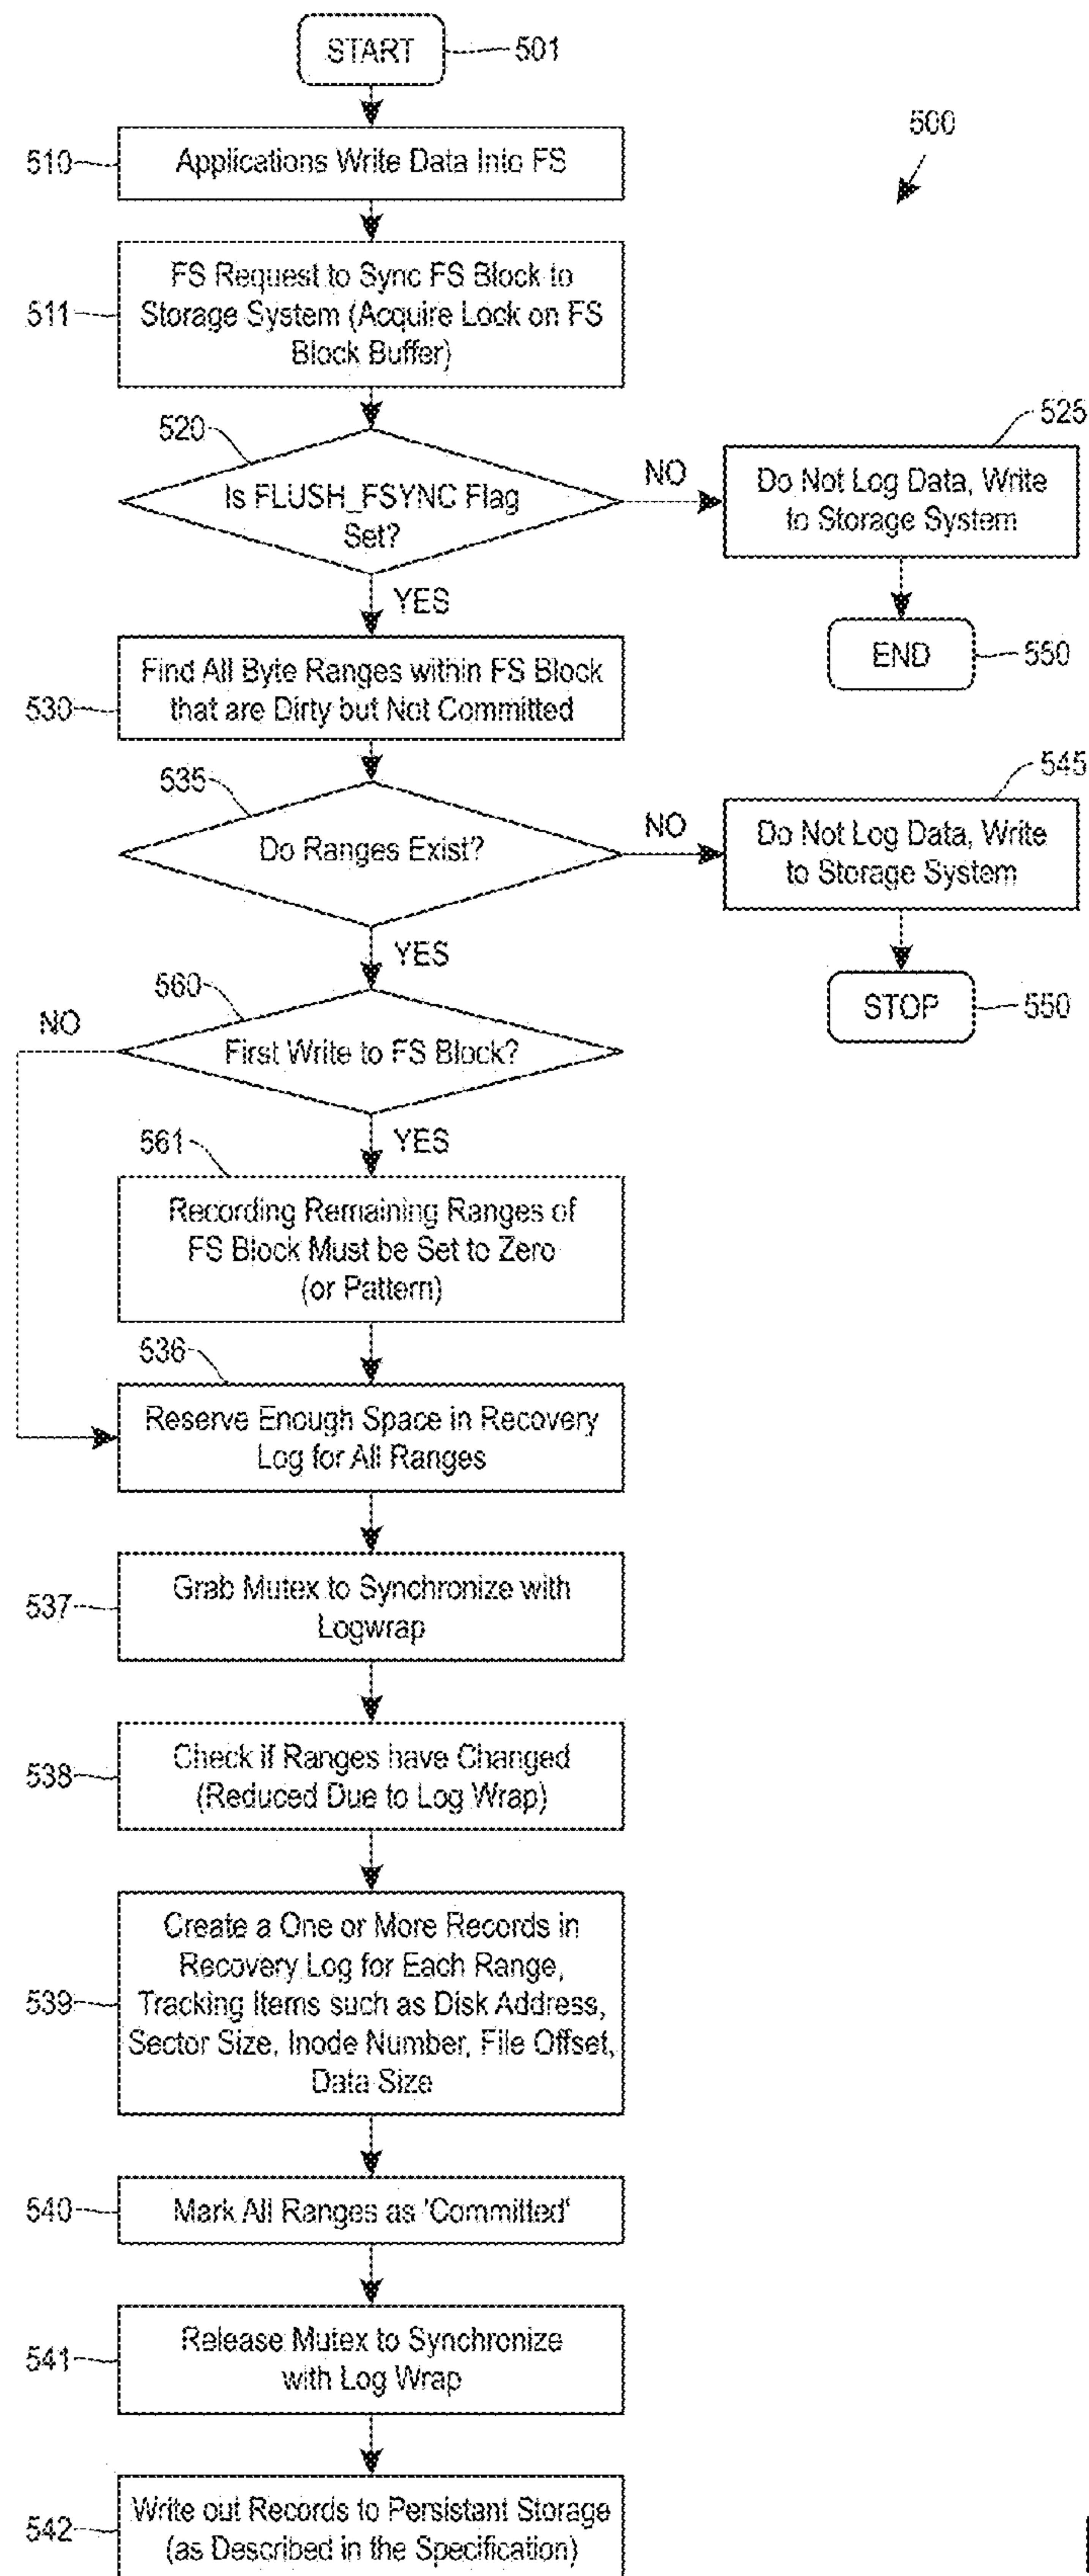 START
501
500
510
Applications Write Data Into FS
511
FS Request to Sync FS Block to
Storage System (Acquire Lock on FS
Block Buffer)
520
Is FLUSH_FSYNC Flag
Set?
NO
525
Do Not Log Data, Write
to Storage System
YES
END
550
530
Find All Byte Ranges within FS Block
that are Dirty but Not Committed
535
Do Ranges Exist?
NO
545
Do Not Log Data, Write
to Storage System
YES
STOP
550
560
NO
First Write to FS Block?
YES
561
Recording Remaining Ranges of
FS Block Must be Set to Zero
(or Pattern)
536
Reserve Enough Space in Recovery
Log for All Ranges
537
Grab Mutex to Synchronize with
Logwrap
538
Check if Ranges have Changed
(Reduced Due to Log Wrap)
539
Create a One or More Records in
Recovery Log for Each Range,
Tracking Items such as Disk Address,
Sector Size, Inode Number, File Offset,
Data Size
540
Mark All Ranges as 'Committed'
541
Release Mutex to Synchronize
with Log Wrap
542
Write out Records to Persistant Storage
(as Described in the Specification)